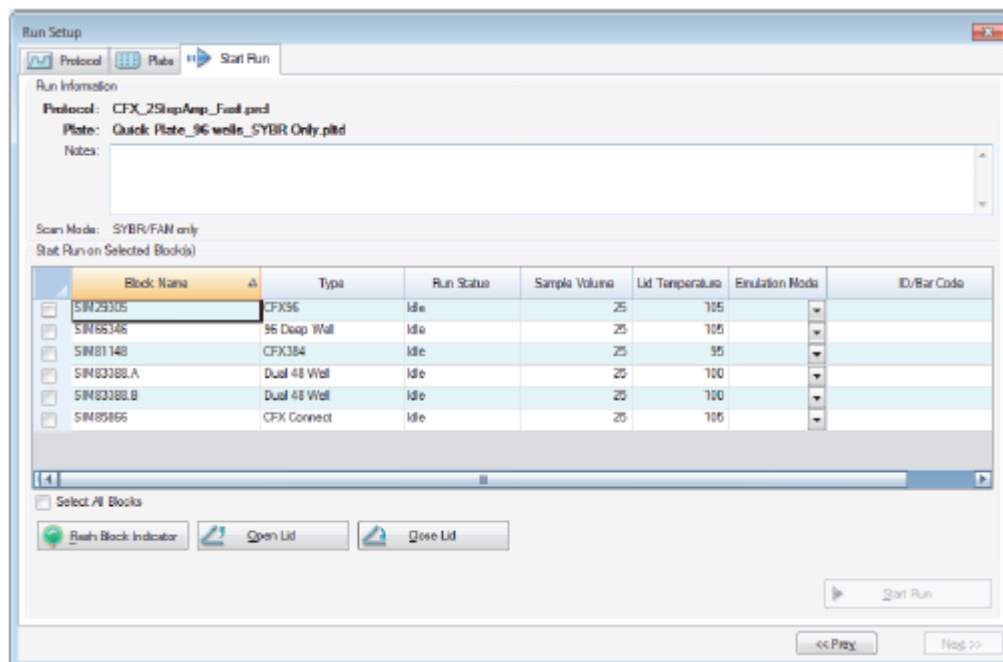 Run Setup
Protocol Plate Start Run
Run Information
Protocol: CFX_2StepAmp_Fast.prcl
Plate: Quick Plate_96 wells_SYBR Only.pltd
Notes:
Scan Mode: SYBR/FAM only
Start Run on Selected Block(s)
Block Name Type Run Status Sample Volume Lid Temperature Emulation Mode ID/Bar Code
SIM29305 CFX96 Idle 25 105
SIM66346 96 Deep Well Idle 25 105
SIM81148 CFX384 Idle 25 95
SIM83388.A Dual 48 Well Idle 25 100
SIM83388.B Dual 48 Well Idle 25 100
SIM85866 CFX Connect Idle 25 105
Select All Blocks
Flash Block Indicator Open Lid Close Lid
Start Run
<< Prev Next >>